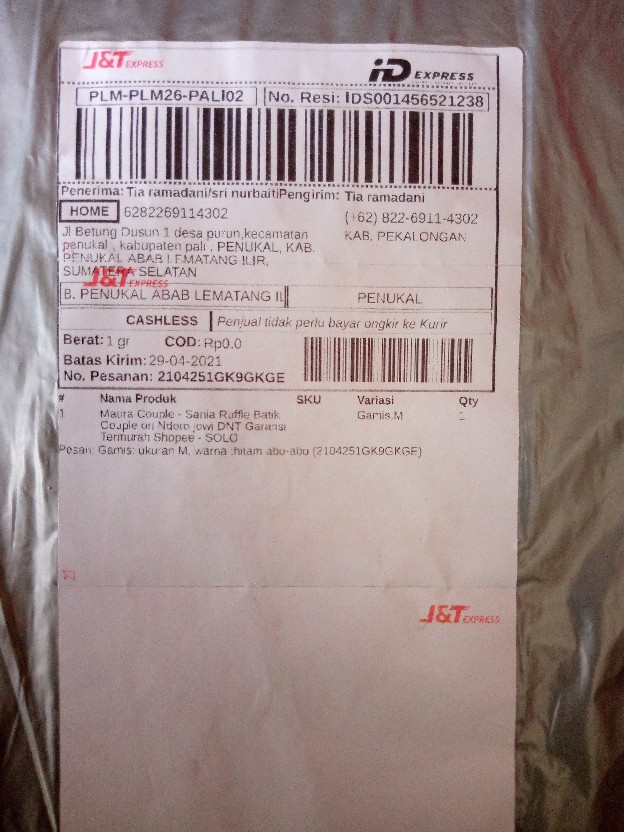 J&T EXPRESS
iD EXPRESS
PLM-PLM26-PALI02
No. Resi: IDS001456521238
Penerima: Tia ramadani/sri nurbaiti
Pengirim: Tia ramadani
HOME 6282269114302
(+62) 822-6911-4302
KAB. PEKALONGAN
Jl Betung Dusun 1 desa purun,kecamatan
penukal , kabupaten pali , PENUKAL, KAB.
PENUKAL ABAB LEMATANG ILIR,
SUMATERA SELATAN
J&T EXPRESS
B. PENUKAL ABAB LEMATANG IL
PENUKAL
CASHLESS Penjual tidak perlu bayar ongkir ke Kurir
Berat: 1 gr COD: Rp0.0
Batas Kirim: 29-04-2021
No. Pesanan: 2104251GK9GKGE
# Nama Produk SKU Variasi Qty
1 Maura Couple - Sania Ruffle Batik Gamis,M 1
Couple ori Ndoro jowi DNT Garansi
Termurah Shopee - SOLO
Pesan: Gamis: ukuran M, warna :hitam abu-abu (2104251GK9GKGE)
J&T EXPRESS